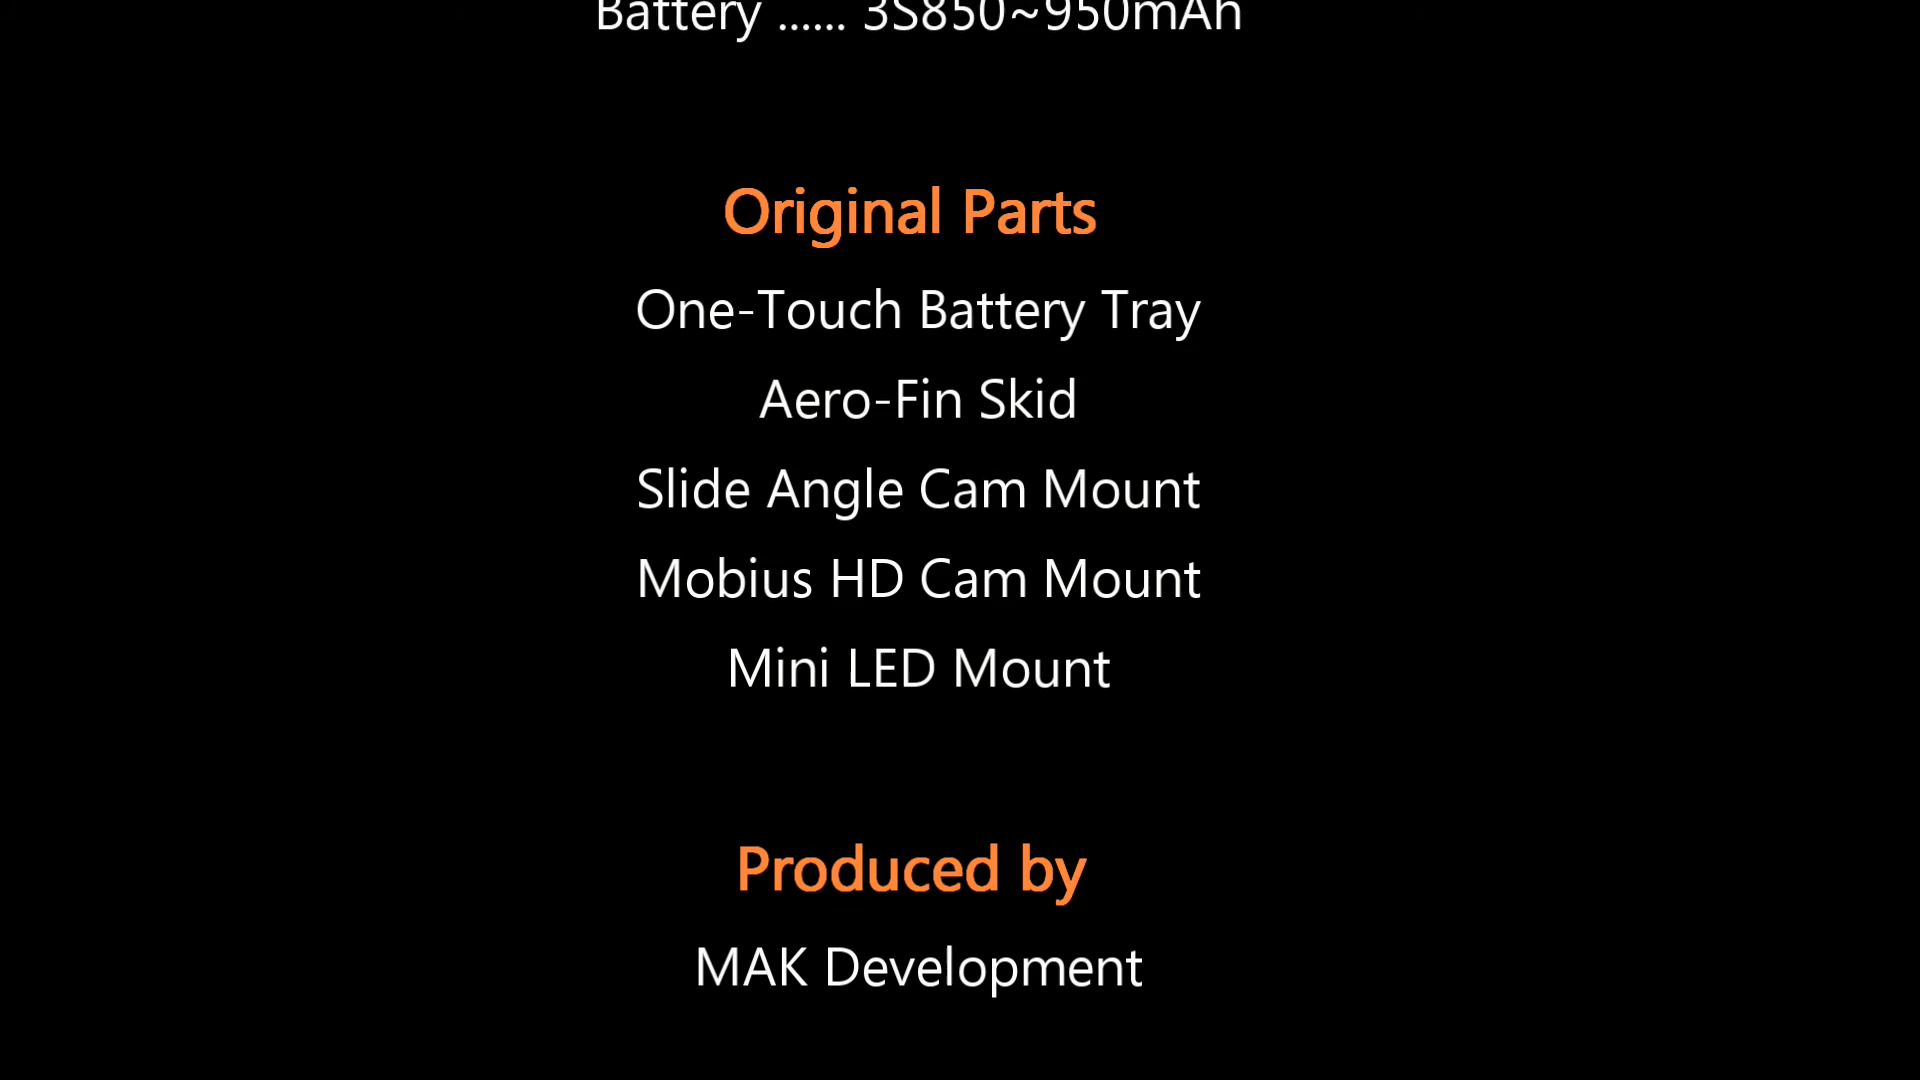 Battery ...... 3S850~950mAh
Original Parts
One-Touch Battery Tray
Aero-Fin Skid
Slide Angle Cam Mount
Mobius HD Cam Mount
Mini LED Mount
Produced by
MAK Development